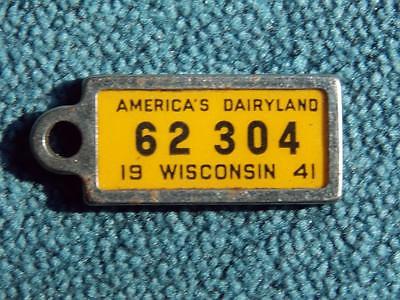 AMERICA'S DAIRYLAND
62 304
19 WISCONSIN 41